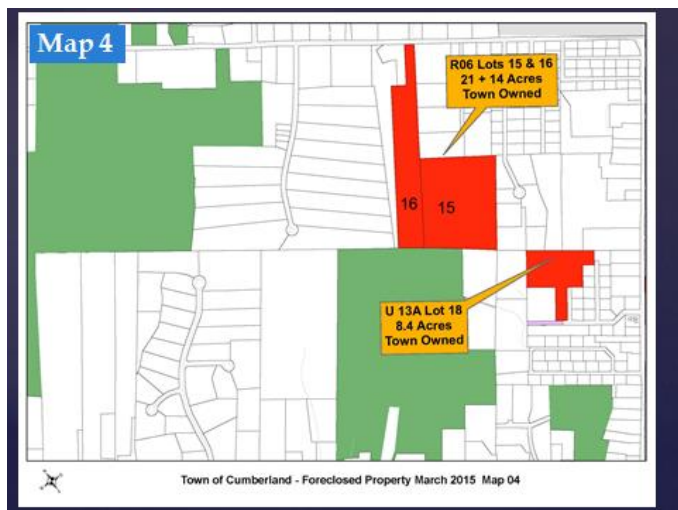 Map 4
R06 Lots 15 & 16
21 + 14 Acres
Town Owned
16
15
U 13A Lot 18
8.4 Acres
Town Owned
Town of Cumberland - Foreclosed Property March 2015 Map 04